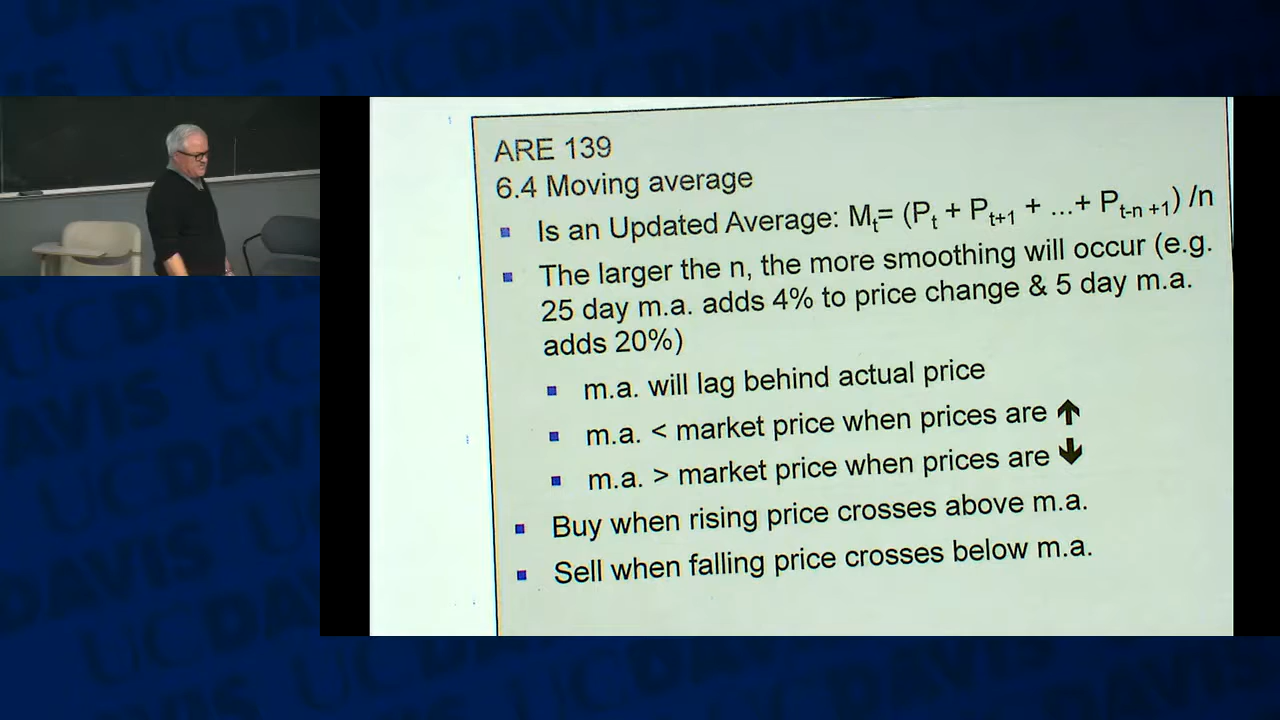 ARE 139
6.4 Moving average
Is an Updated Average: Mt= (Pt + Pt+1 + ...+ Pt-n +1) /n
The larger the n, the more smoothing will occur (e.g.
25 day m.a. adds 4% to price change & 5 day m.a.
adds 20%)
m.a. will lag behind actual price
m.a. < market price when prices are ↑
m.a. > market price when prices are ↓
Buy when rising price crosses above m.a.
Sell when falling price crosses below m.a.
UC DAVIS